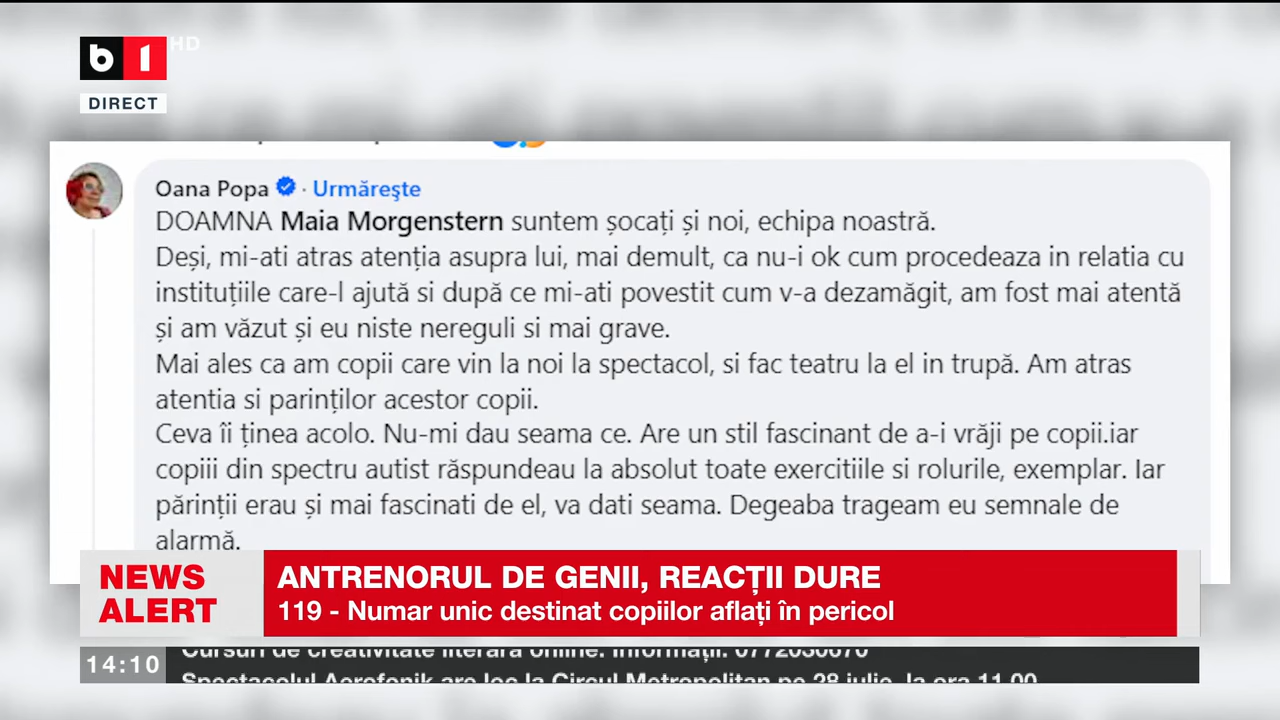 b1 HD
DIRECT
Oana Popa · Urmărește
DOAMNA Maia Morgenstern suntem șocați și noi, echipa noastră.
Deși, mi-ati atras atenția asupra lui, mai demult, ca nu-i ok cum procedeaza in relatia cu
instituțiile care-l ajută si după ce mi-ati povestit cum v-a dezamăgit, am fost mai atentă
și am văzut și eu niste nereguli si mai grave.
Mai ales ca am copii care vin la noi la spectacol, si fac teatru la el in trupă. Am atras
atentia si parinților acestor copii.
Ceva îi ținea acolo. Nu-mi dau seama ce. Are un stil fascinant de a-i vrăji pe copii.iar
copiii din spectru autist răspundeau la absolut toate exercitiile si rolurile, exemplar. Iar
părinții erau și mai fascinati de el, va dati seama. Degeaba trageam eu semnale de
alarmă.
NEWS ALERT
ANTRENORUL DE GENII, REACȚII DURE
119 - Numar unic destinat copiilor aflați în pericol
14:10
Cursuri de creativitate literară online. Informații: 0772030670
Spectacolul Aerofonik are loc la Circul Metropolitan pe 28 iulie, la ora 11.00